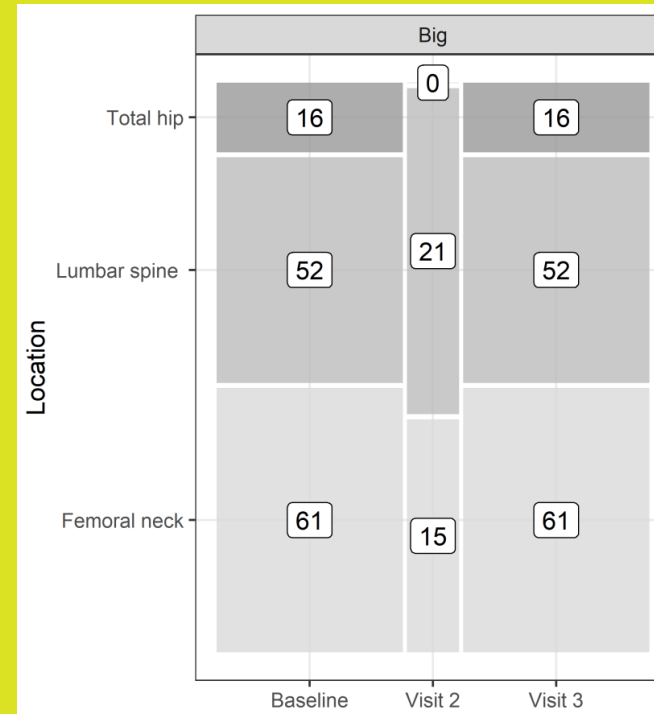 Big
Total hip
16
0
16
Lumbar spine
52
21
52
Location
Femoral neck
61
15
61
Baseline
Visit 2
Visit 3